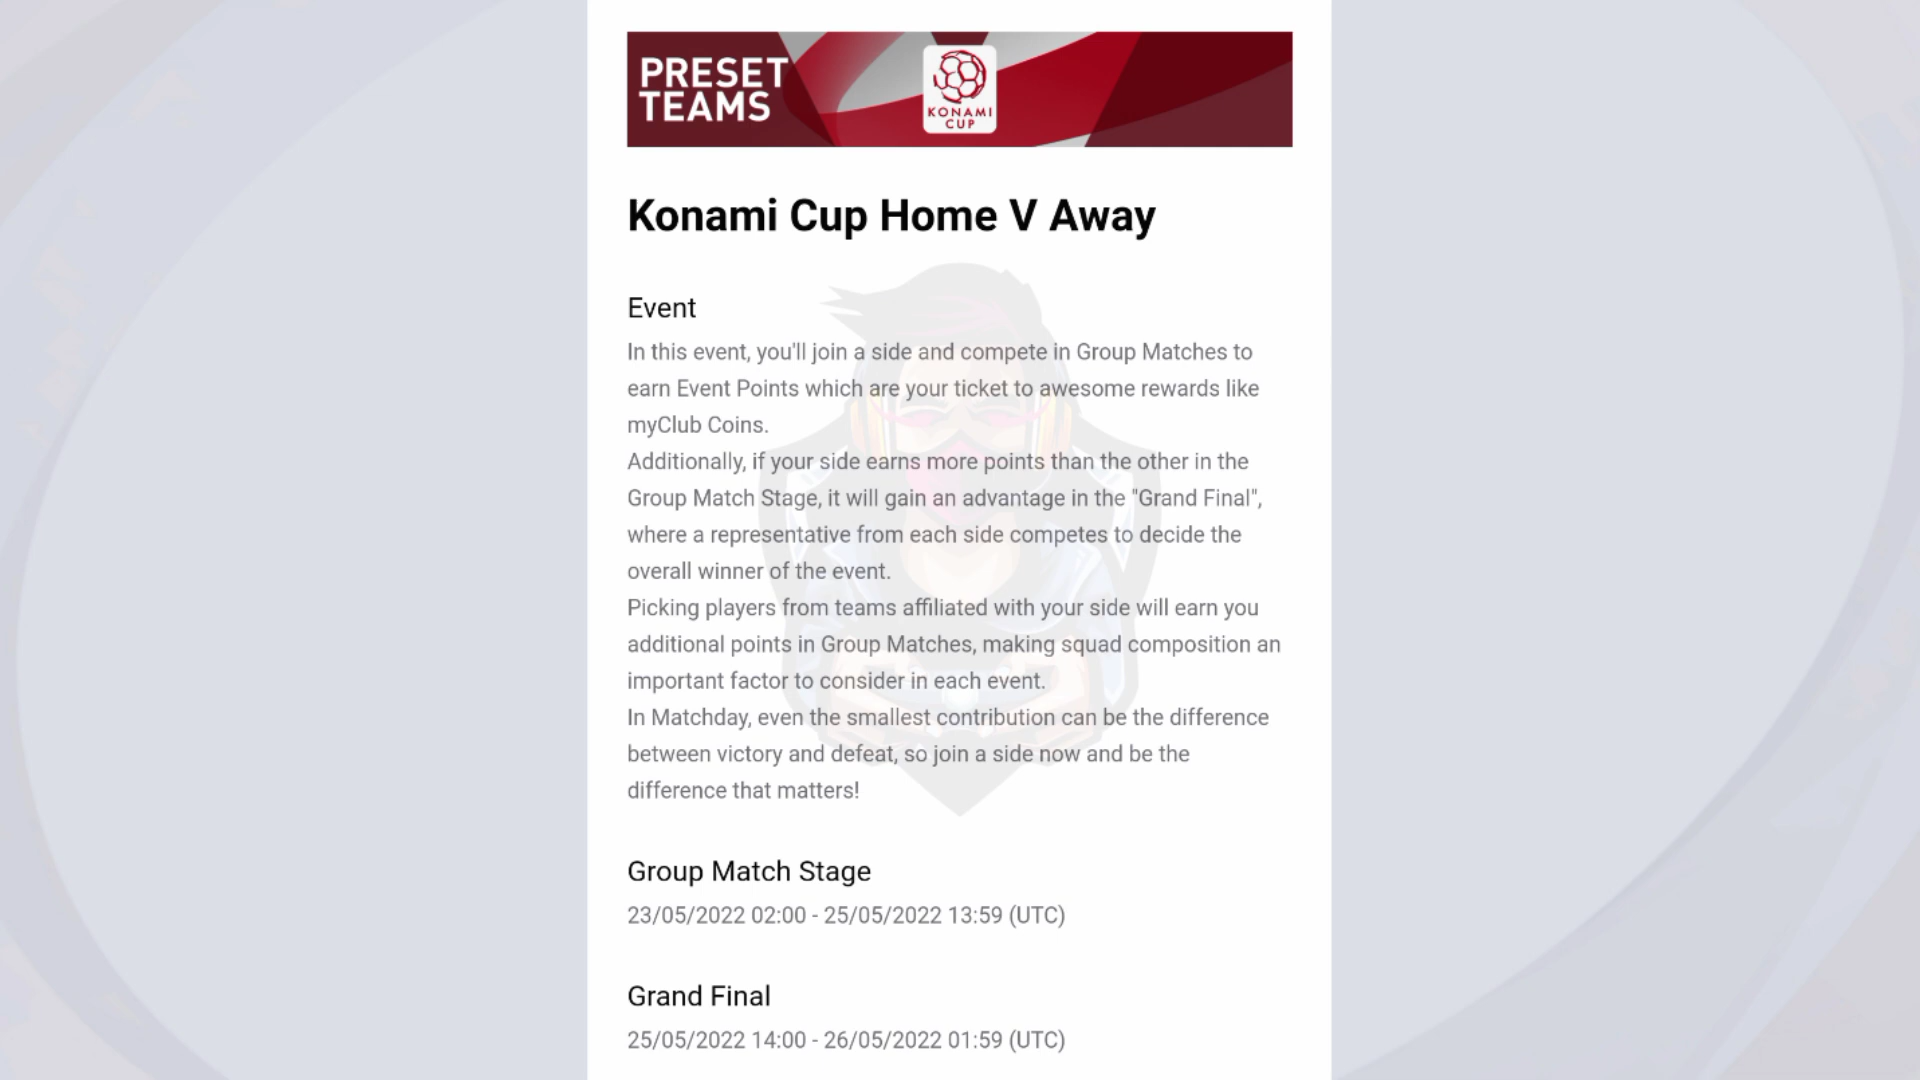 PRESET
TEAMS
KONAMI
CUP
Konami Cup Home V Away
Event
In this event, you'll join a side and compete in Group Matches to
earn Event Points which are your ticket to awesome rewards like
myClub Coins.
Additionally, if your side earns more points than the other in the
Group Match Stage, it will gain an advantage in the "Grand Final",
where a representative from each side competes to decide the
overall winner of the event.
Picking players from teams affiliated with your side will earn you
additional points in Group Matches, making squad composition an
important factor to consider in each event.
In Matchday, even the smallest contribution can be the difference
between victory and defeat, so join a side now and be the
difference that matters!
Group Match Stage
23/05/2022 02:00 - 25/05/2022 13:59 (UTC)
Grand Final
25/05/2022 14:00 - 26/05/2022 01:59 (UTC)